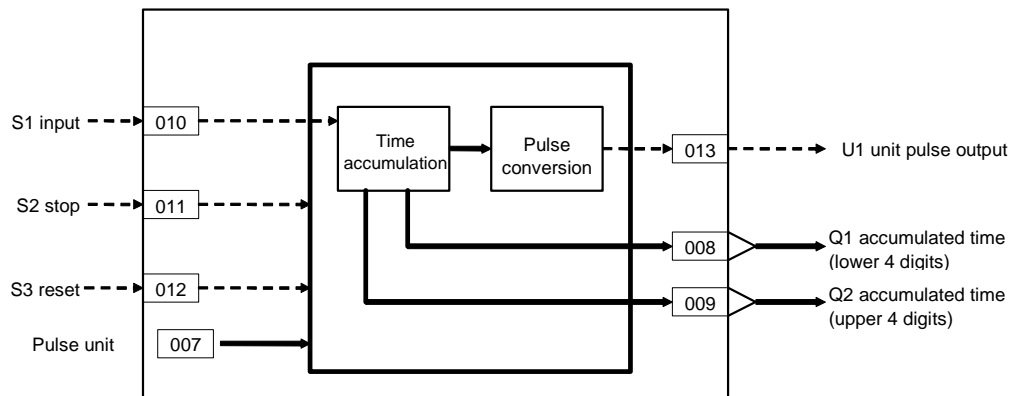 S1 input
010
Time
accumulation
Pulse
conversion
013
U1 unit pulse output
S2 stop
011
008
Q1 accumulated time
(lower 4 digits)
S3 reset
012
009
Q2 accumulated time
(upper 4 digits)
Pulse unit
007